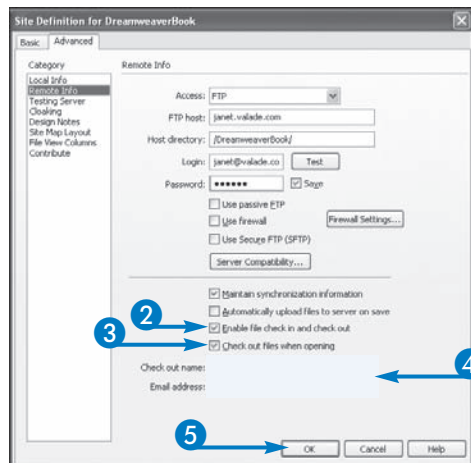 Site Definition for DreamweaverBook
Basic
Advanced
Category
Local Info
Remote Info
Testing Server
Cloaking
Design Notes
Site Map Layout
File View Columns
Contribute
Remote Info
Access: FTP
FTP host: janet.valade.com
Host directory: /DreamweaverBook/
Login: janet@valade.co Test
Password: •••••• Save
Use passive FTP
Use firewall Firewall Settings...
Use Secure FTP (SFTP)
Server Compatibility...
Maintain synchronization information
Automatically upload files to server on save
2 Enable file check in and check out
3 Check out files when opening
Check out name:
4
Email address:
5 OK Cancel Help